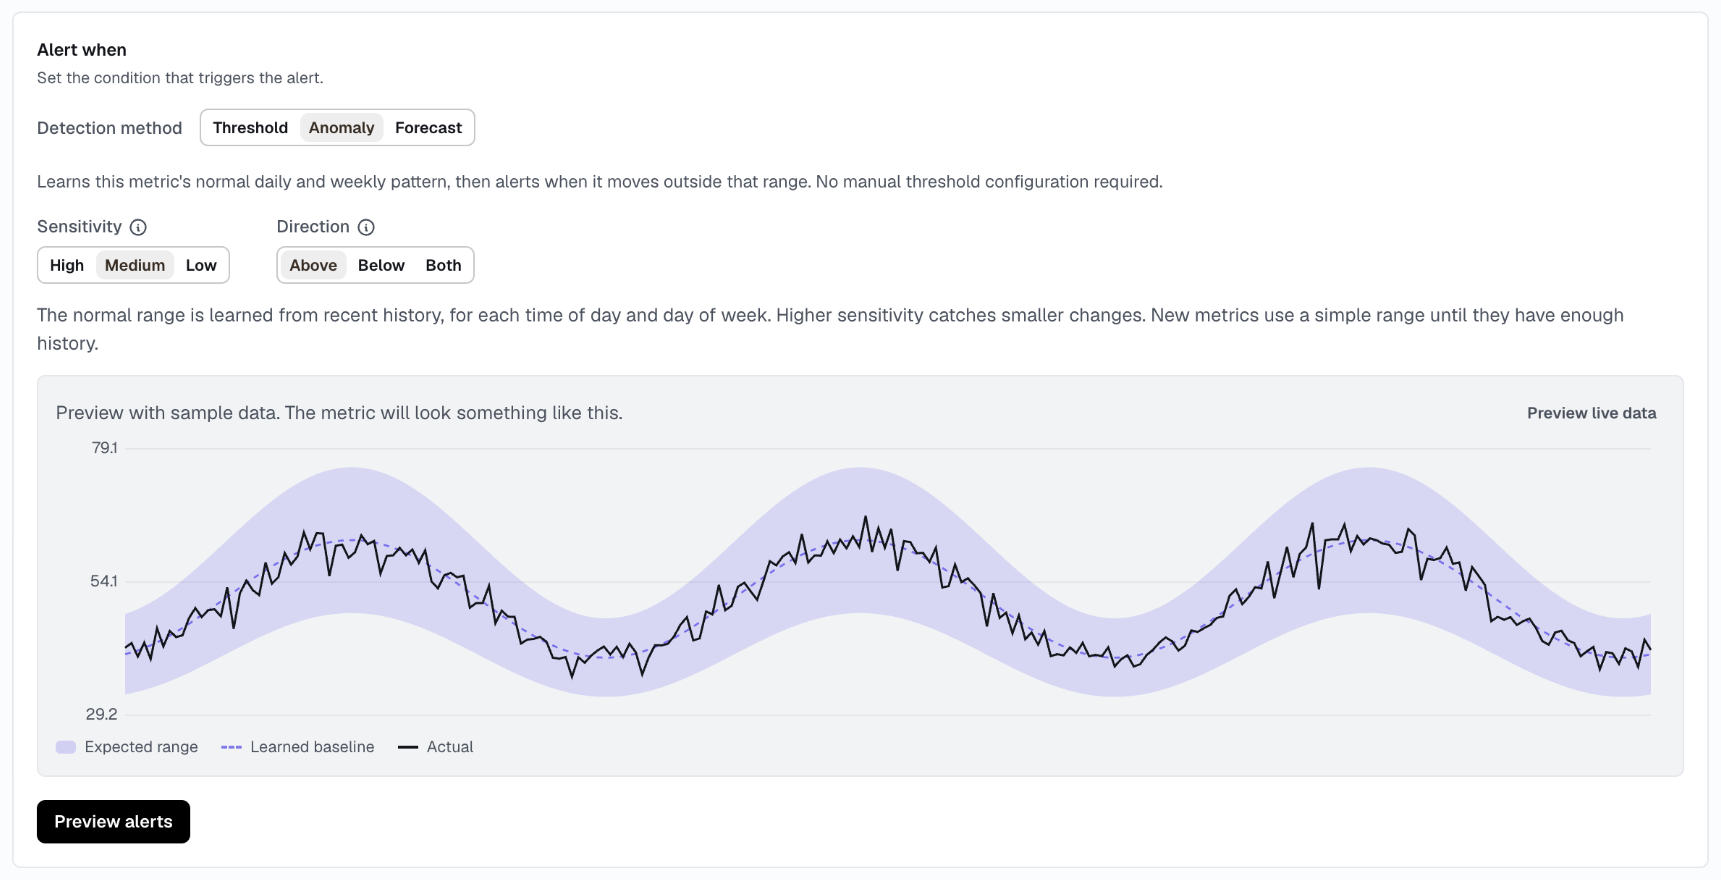 Alert when
Set the condition that triggers the alert.
Detection method Threshold Anomaly Forecast
Learns this metric's normal daily and weekly pattern, then alerts when it moves outside that range. No manual threshold configuration required.
Sensitivity Direction
High Medium Low Above Below Both
The normal range is learned from recent history, for each time of day and day of week. Higher sensitivity catches smaller changes. New metrics use a simple range until they have enough
history.
Preview with sample data. The metric will look something like this. Preview live data
79.1
54.1
29.2
Expected range Learned baseline Actual
Preview alerts